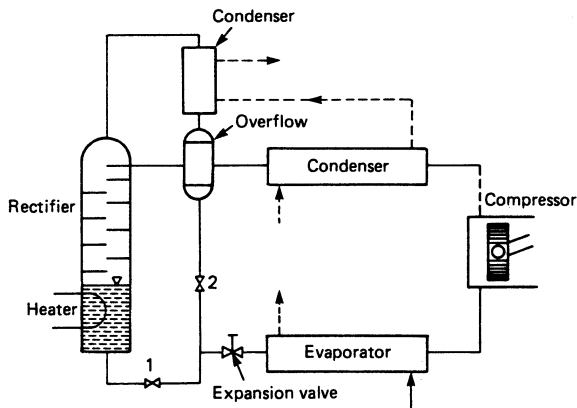 Condenser
Overflow
Condenser
Compressor
Rectifier
2
Heater
Evaporator
1
Expansion valve